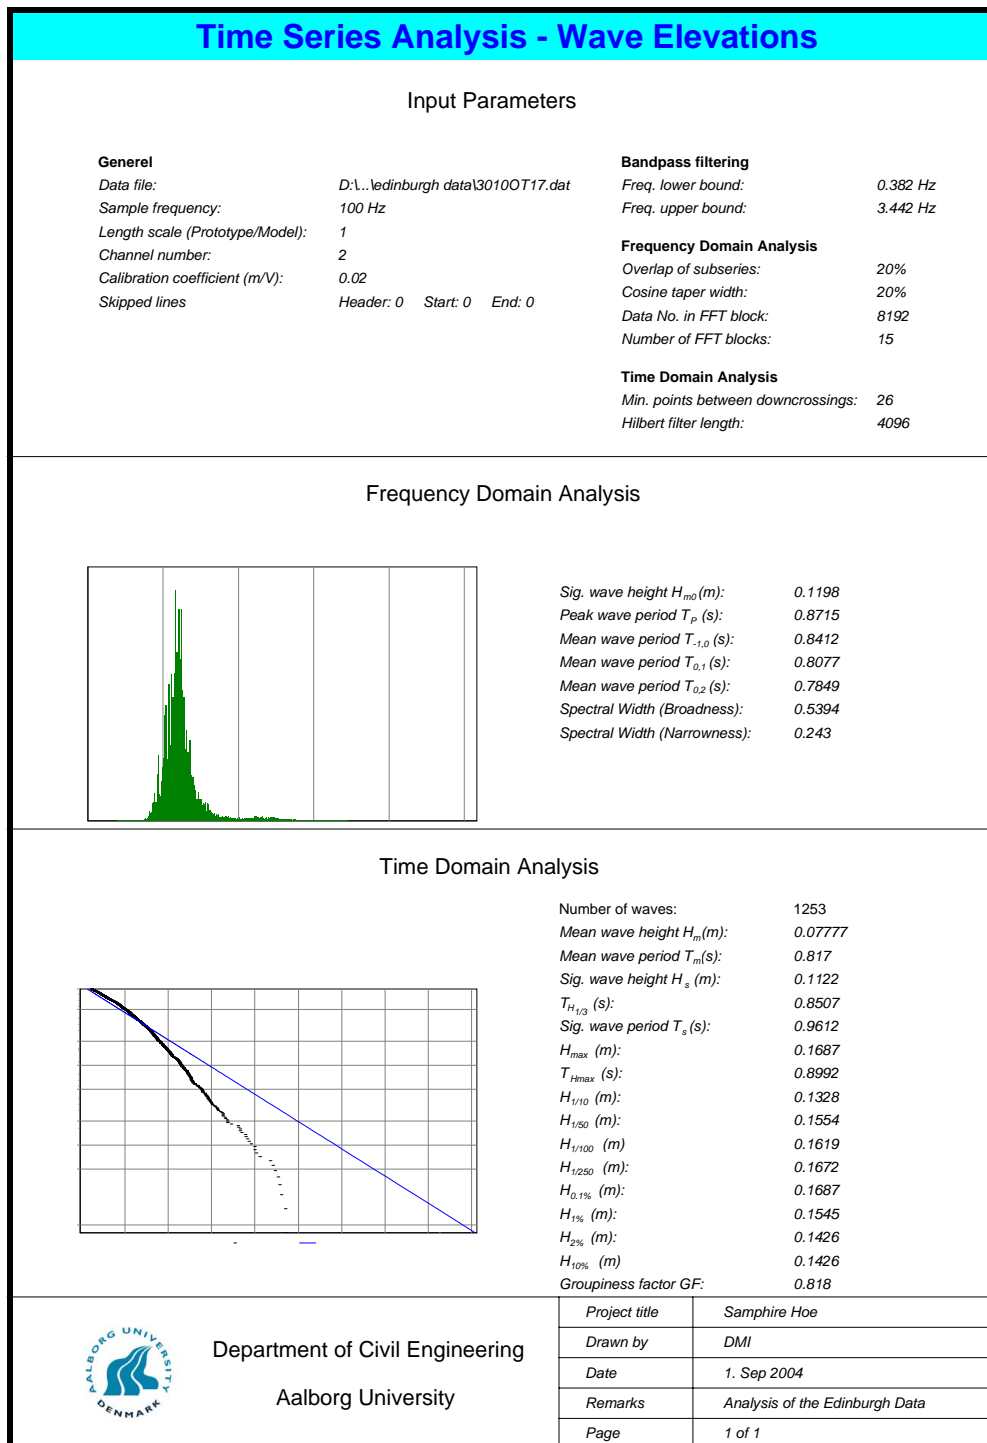 Time Series Analysis - Wave Elevations
Input Parameters
Generel
Data file: D:\...\edinburgh data\3010OT17.dat
Sample frequency: 100 Hz
Length scale (Prototype/Model): 1
Channel number: 2
Calibration coefficient (m/V): 0.02
Skipped lines Header: 0 Start: 0 End: 0
Bandpass filtering
Freq. lower bound: 0.382 Hz
Freq. upper bound: 3.442 Hz
Frequency Domain Analysis
Overlap of subseries: 20%
Cosine taper width: 20%
Data No. in FFT block: 8192
Number of FFT blocks: 15
Time Domain Analysis
Min. points between downcrossings: 26
Hilbert filter length: 4096
Frequency Domain Analysis
Sig. wave height Hm0 (m): 0.1198
Peak wave period TP (s): 0.8715
Mean wave period T-1,0 (s): 0.8412
Mean wave period T0,1 (s): 0.8077
Mean wave period T0,2 (s): 0.7849
Spectral Width (Broadness): 0.5394
Spectral Width (Narrowness): 0.243
Time Domain Analysis
Number of waves: 1253
Mean wave height Hm(m): 0.07777
Mean wave period Tm(s): 0.817
Sig. wave height Hs (m): 0.1122
TH1/3 (s): 0.8507
Sig. wave period Ts (s): 0.9612
Hmax (m): 0.1687
THmax (s): 0.8992
H1/10 (m): 0.1328
H1/50 (m): 0.1554
H1/100 (m) 0.1619
H1/250 (m): 0.1672
H0.1% (m): 0.1687
H1% (m): 0.1545
H2% (m): 0.1426
H10% (m) 0.1426
Groupiness factor GF: 0.818
AALBORG UNIVERSITY
DENMARK
Department of Civil Engineering
Aalborg University
Project title Samphire Hoe
Drawn by DMI
Date 1. Sep 2004
Remarks Analysis of the Edinburgh Data
Page 1 of 1